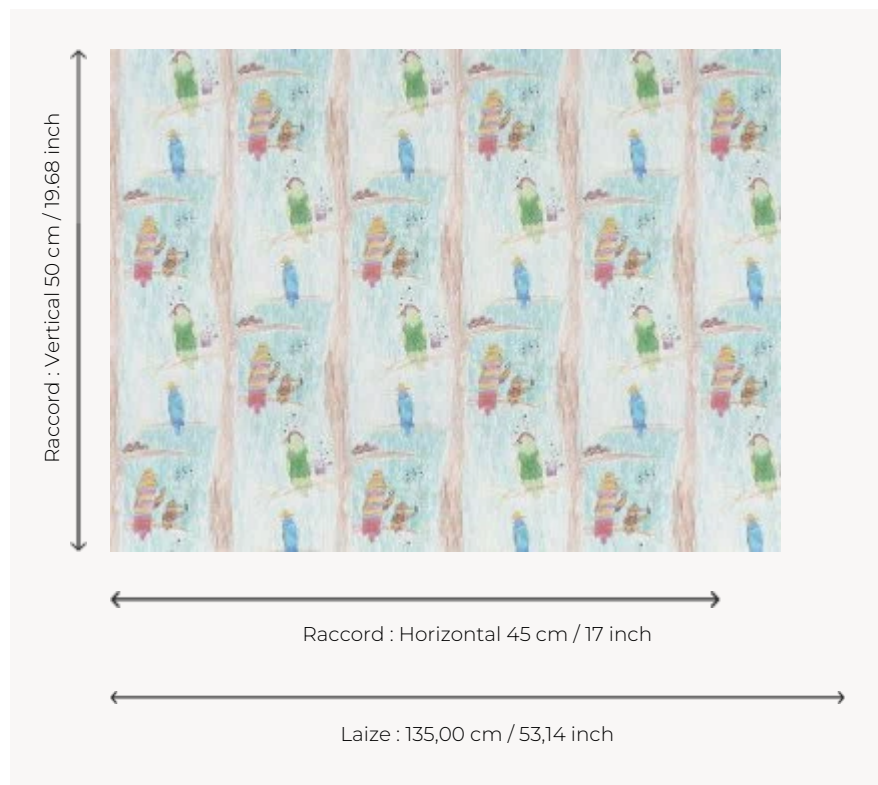 Raccord : Vertical 50 cm / 19.68 inch
Raccord : Horizontal 45 cm / 17 inch
Laize : 135,00 cm / 53,14 inch